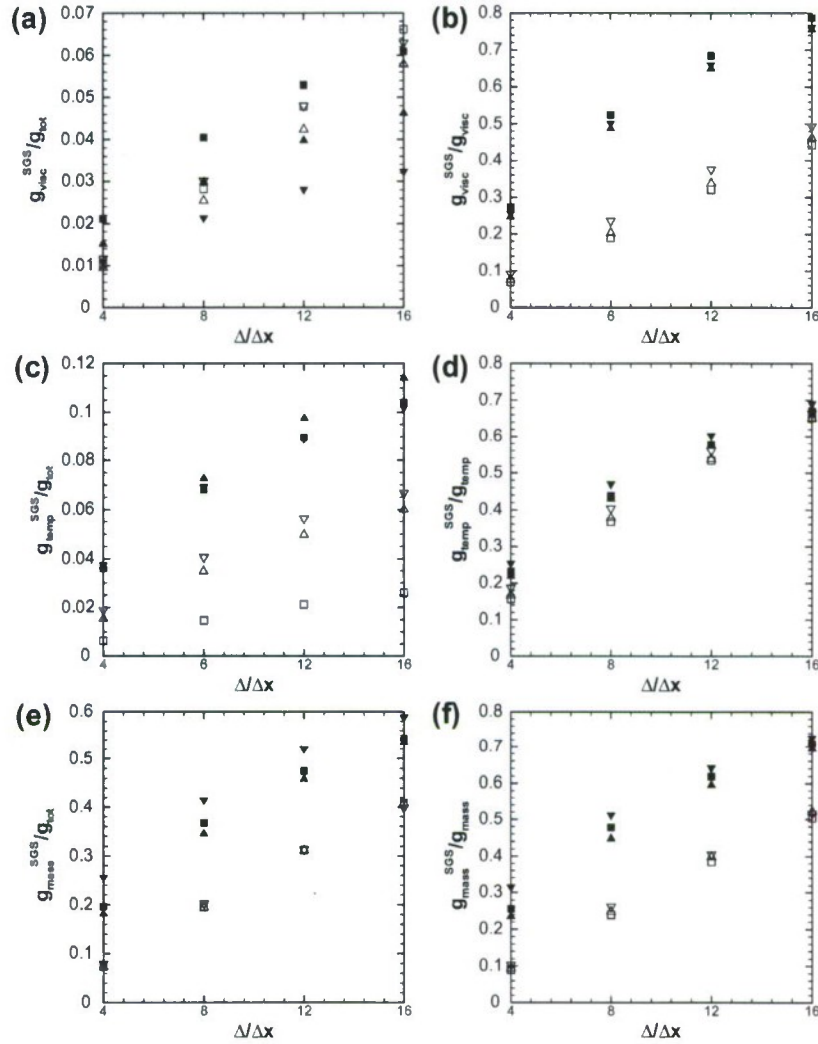 (a)
0.07
0.06
0.05
0.04
0.03
0.02
0.01
0
g_visc^SGS/g_tot
4 8 12 16
Δ/Δx
(b)
0.8
0.7
0.6
0.5
0.4
0.3
0.2
0.1
0
g_visc^SGS/g_visc
4 8 12 16
Δ/Δx
(c)
0.12
0.1
0.08
0.06
0.04
0.02
0
g_temp^SGS/g_tot
4 8 12 16
Δ/Δx
(d)
0.8
0.7
0.6
0.5
0.4
0.3
0.2
0.1
0
g_temp^SGS/g_temp
4 8 12 16
Δ/Δx
(e)
0.6
0.5
0.4
0.3
0.2
0.1
0
g_mass^SGS/g_tot
4 8 12 16
Δ/Δx
(f)
0.8
0.7
0.6
0.5
0.4
0.3
0.2
0.1
0
g_mass^SGS/g_mass
4 8 12 16
Δ/Δx